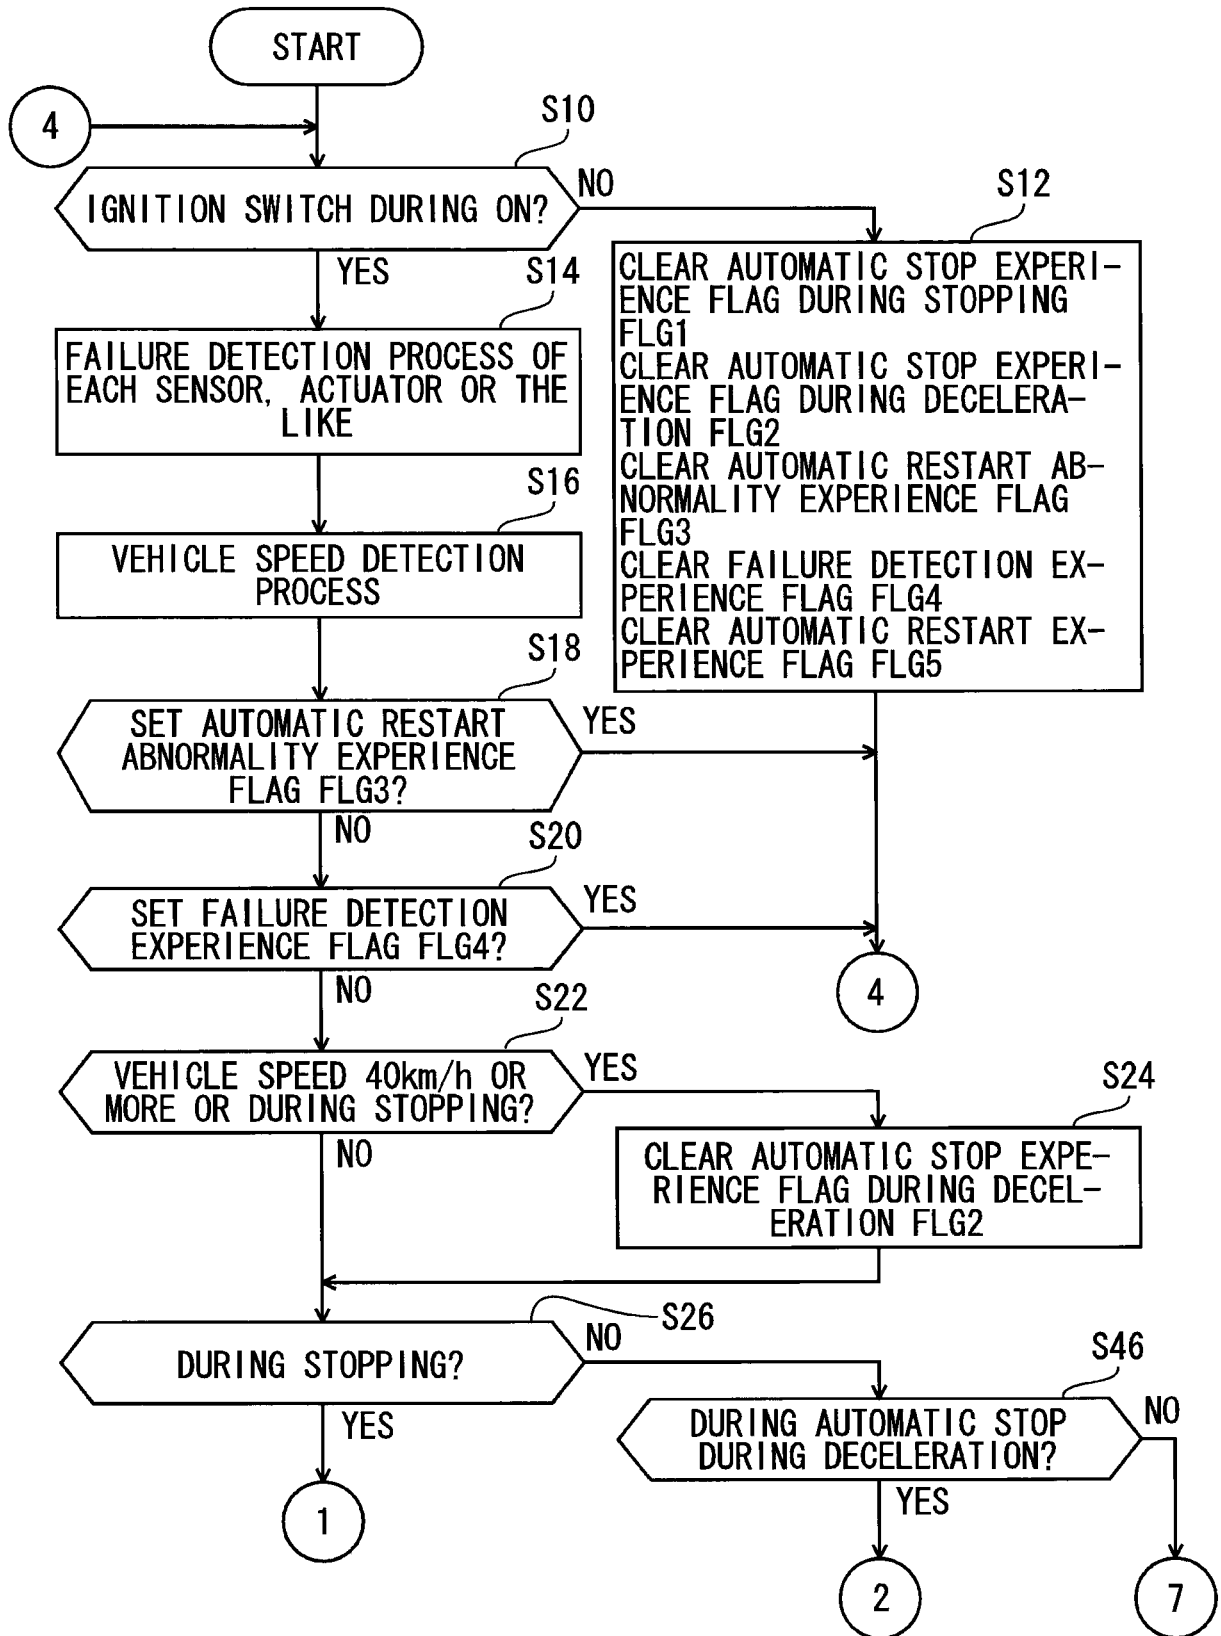 START
4
S10
IGNITION SWITCH DURING ON?
NO
YES
S12
CLEAR AUTOMATIC STOP EXPERI-
ENCE FLAG DURING STOPPING
FLG1
CLEAR AUTOMATIC STOP EXPERI-
ENCE FLAG DURING DECELERA-
TION FLG2
CLEAR AUTOMATIC RESTART AB-
NORMALITY EXPERIENCE FLAG
FLG3
CLEAR FAILURE DETECTION EX-
PERIENCE FLAG FLG4
CLEAR AUTOMATIC RESTART EX-
PERIENCE FLAG FLG5
S14
FAILURE DETECTION PROCESS OF
EACH SENSOR, ACTUATOR OR THE
LIKE
S16
VEHICLE SPEED DETECTION
PROCESS
S18
SET AUTOMATIC RESTART
ABNORMALITY EXPERIENCE
FLAG FLG3?
YES
NO
S20
SET FAILURE DETECTION
EXPERIENCE FLAG FLG4?
YES
NO
4
S22
VEHICLE SPEED 40km/h OR
MORE OR DURING STOPPING?
YES
NO
S24
CLEAR AUTOMATIC STOP EXPE-
RIENCE FLAG DURING DECEL-
ERATION FLG2
S26
DURING STOPPING?
NO
YES
S46
DURING AUTOMATIC STOP
DURING DECELERATION?
NO
YES
1
2
7